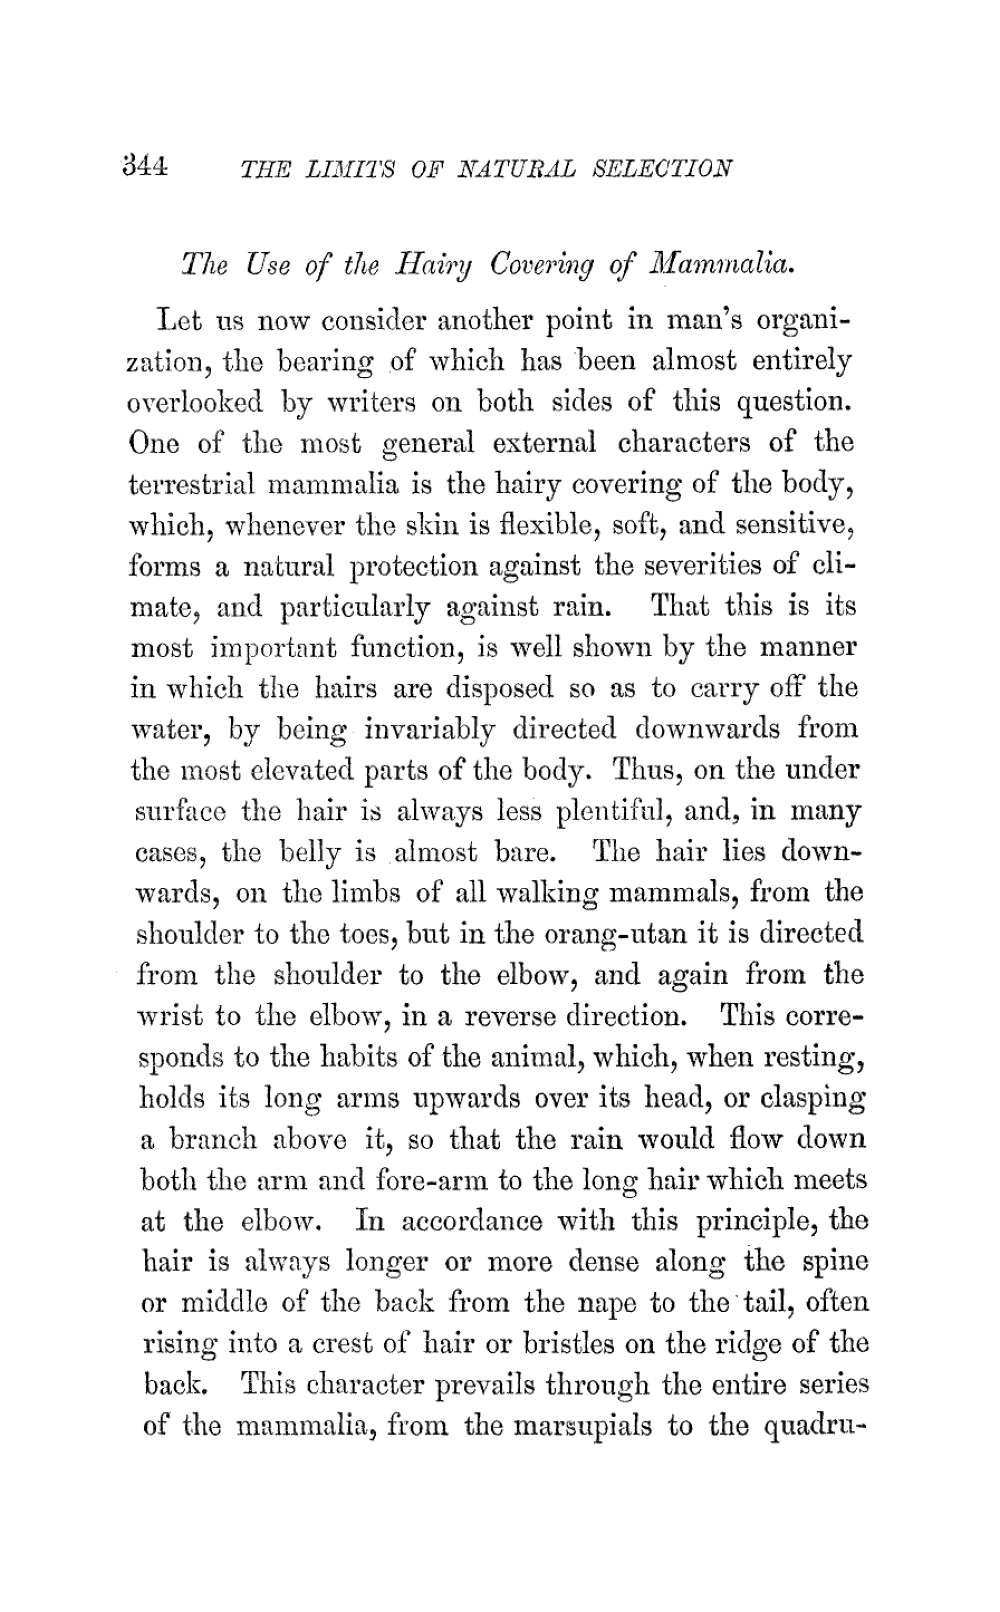 344 THE LIMITS OF NATURAL SELECTION
The Use of the Hairy Covering of Mammalia.
Let us now consider another point in man's organi-
zation, the bearing of which has been almost entirely
overlooked by writers on both sides of this question.
One of the most general external characters of the
terrestrial mammalia is the hairy covering of the body,
which, whenever the skin is flexible, soft, and sensitive,
forms a natural protection against the severities of cli-
mate, and particularly against rain. That this is its
most important function, is well shown by the manner
in which the hairs are disposed so as to carry off the
water, by being invariably directed downwards from
the most elevated parts of the body. Thus, on the under
surface the hair is always less plentiful, and, in many
cases, the belly is almost bare. The hair lies down-
wards, on the limbs of all walking mammals, from the
shoulder to the toes, but in the orang-utan it is directed
from the shoulder to the elbow, and again from the
wrist to the elbow, in a reverse direction. This corre-
sponds to the habits of the animal, which, when resting,
holds its long arms upwards over its head, or clasping
a branch above it, so that the rain would flow down
both the arm and fore-arm to the long hair which meets
at the elbow. In accordance with this principle, the
hair is always longer or more dense along the spine
or middle of the back from the nape to the tail, often
rising into a crest of hair or bristles on the ridge of the
back. This character prevails through the entire series
of the mammalia, from the marsupials to the quadru-